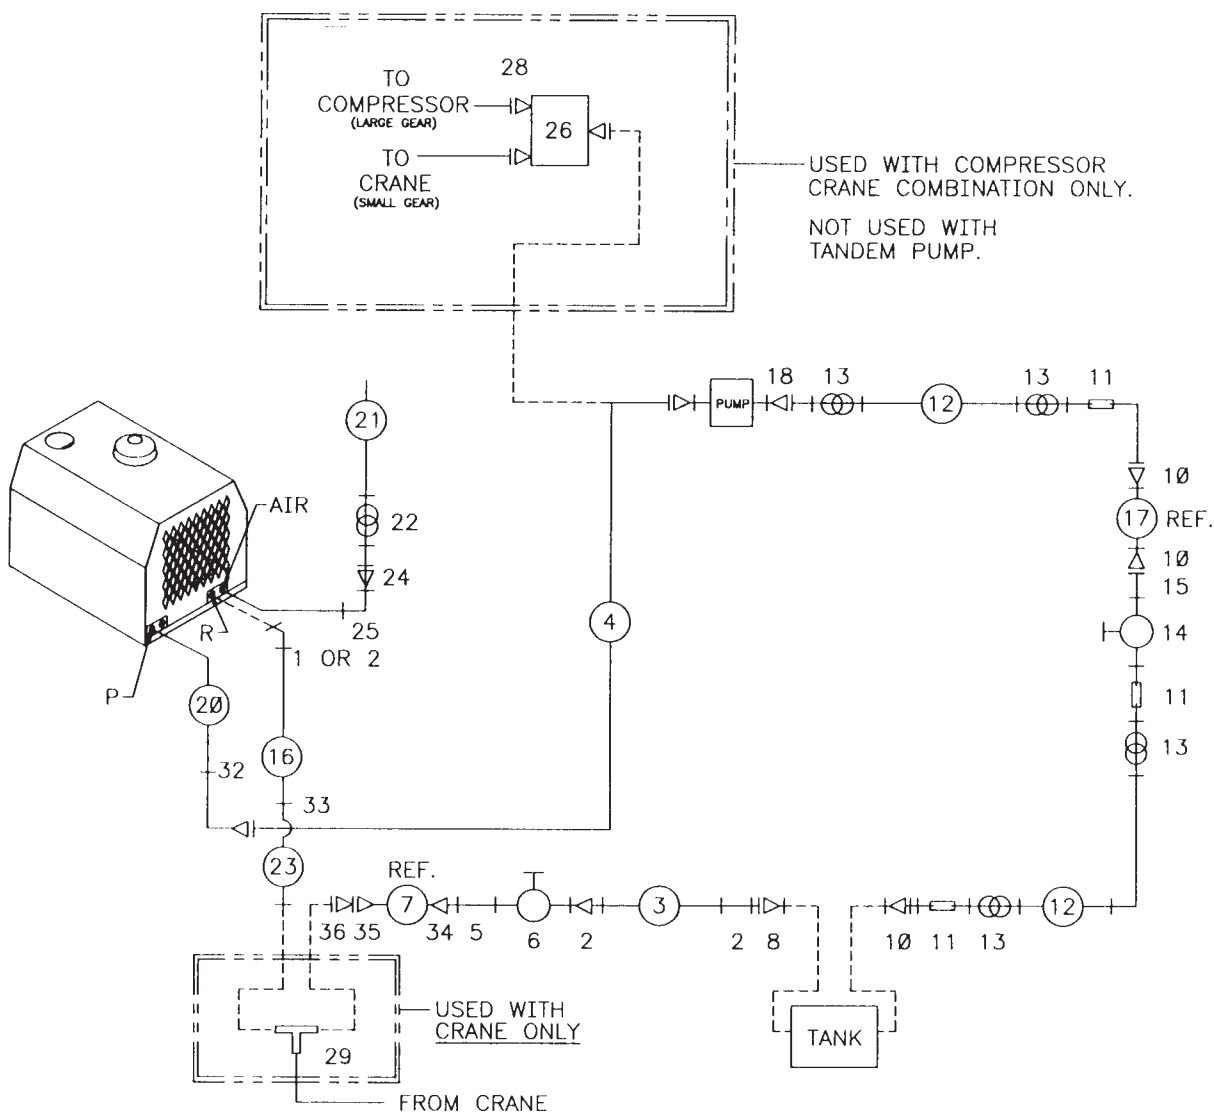 28
TO
COMPRESSOR
(LARGE GEAR)
26
TO
CRANE
(SMALL GEAR)
USED WITH COMPRESSOR
CRANE COMBINATION ONLY.
NOT USED WITH
TANDEM PUMP.
PUMP
18
13
12
13
11
21
AIR
22
10
17 REF.
24
10
15
R
25
4
14
1 OR 2
P
20
11
16
13
32
33
23
REF.
7
3
12
36
35
34
5
6
2
2
8
10
11
13
USED WITH
CRANE ONLY
29
TANK
FROM CRANE